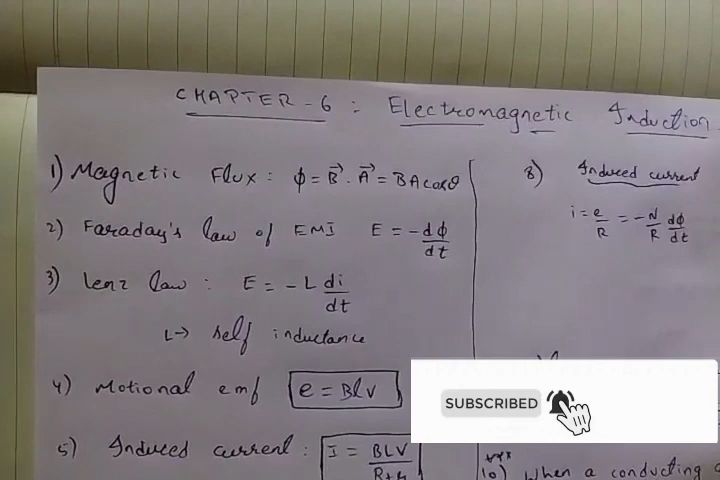 CHAPTER-6 : Electromagnetic Induction
1) Magnetic Flux : ϕ = B⃗ . A⃗ = BA cosθ
2) Faraday's law of EMI E = -dϕ/dt
3) Lenz law : E = -L di/dt
L→ self inductance
4) Motional emf e = Blv
5) Induced current : I = BLV/R+r
8) Induced current
i = e/R = -N/R dϕ/dt
SUBSCRIBED
10) When a conducting